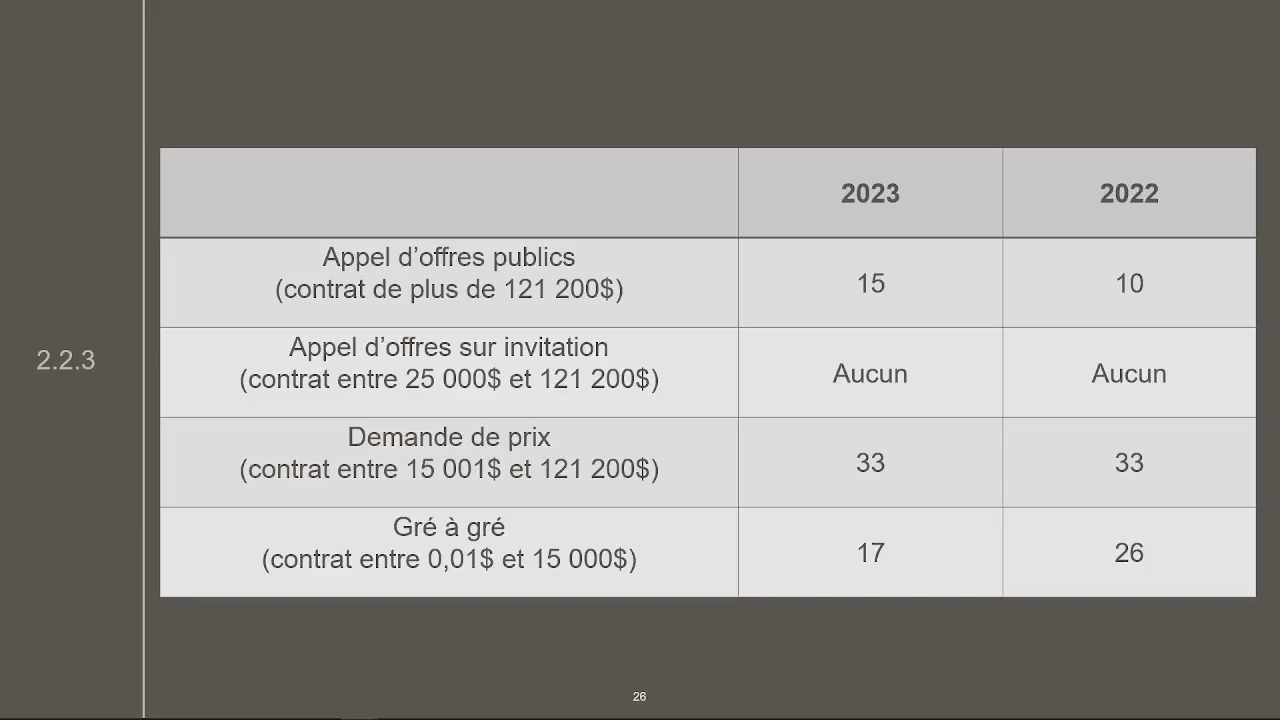 2.2.3
2023
2022
Appel d’offres publics
(contrat de plus de 121 200$)
15
10
Appel d’offres sur invitation
(contrat entre 25 000$ et 121 200$)
Aucun
Aucun
Demande de prix
(contrat entre 15 001$ et 121 200$)
33
33
Gré à gré
(contrat entre 0,01$ et 15 000$)
17
26
26